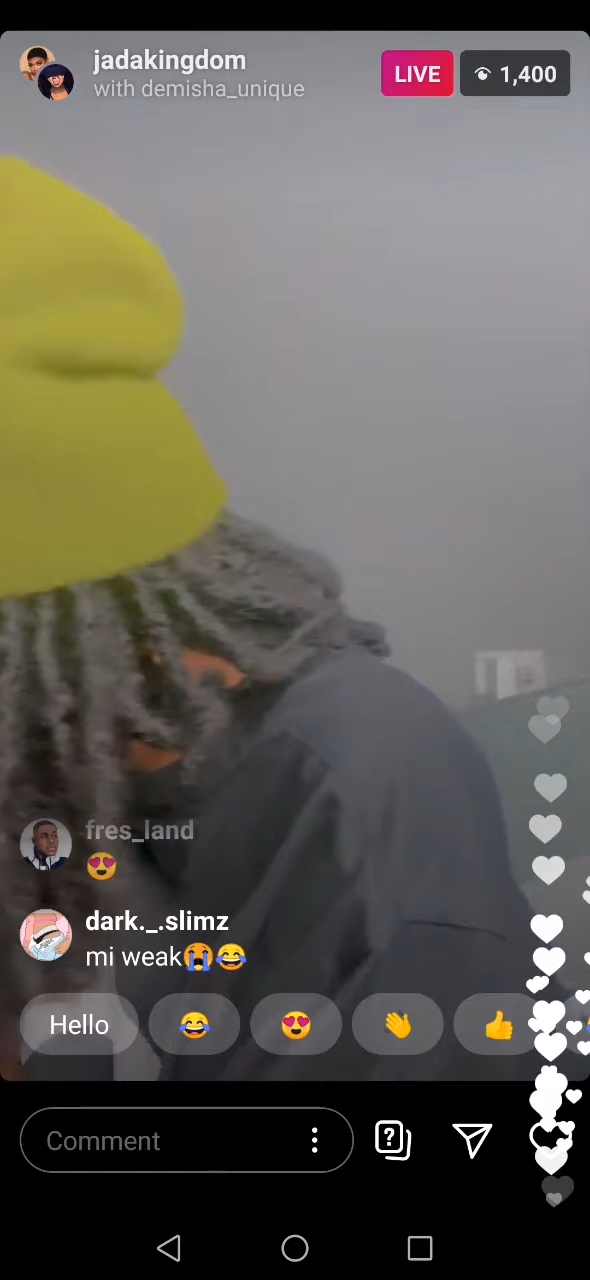 jadakingdom
with demisha_unique
LIVE
1,400
fres_land
😍
dark._.slimz
mi weak😭😂
Hello
😂
😍
👋
👍
Comment